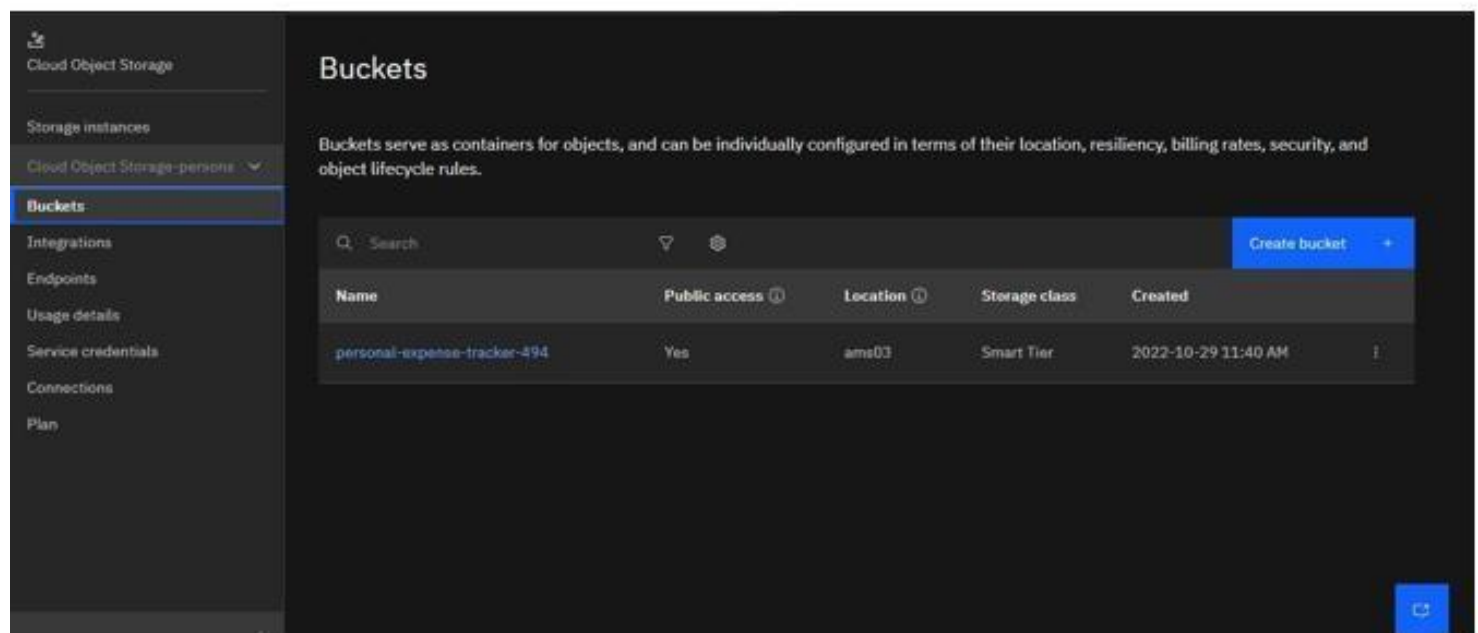 Cloud Object Storage
Storage instances
Cloud Object Storage-persona
Buckets
Integrations
Endpoints
Usage details
Service credentials
Connections
Plan
Buckets
Buckets serve as containers for objects, and can be individually configured in terms of their location, resiliency, billing rates, security, and
object lifecycle rules.
Search
Create bucket +
Name Public access Location Storage class Created
personal-expense-tracker-494 Yes ams03 Smart Tier 2022-10-29 11:40 AM